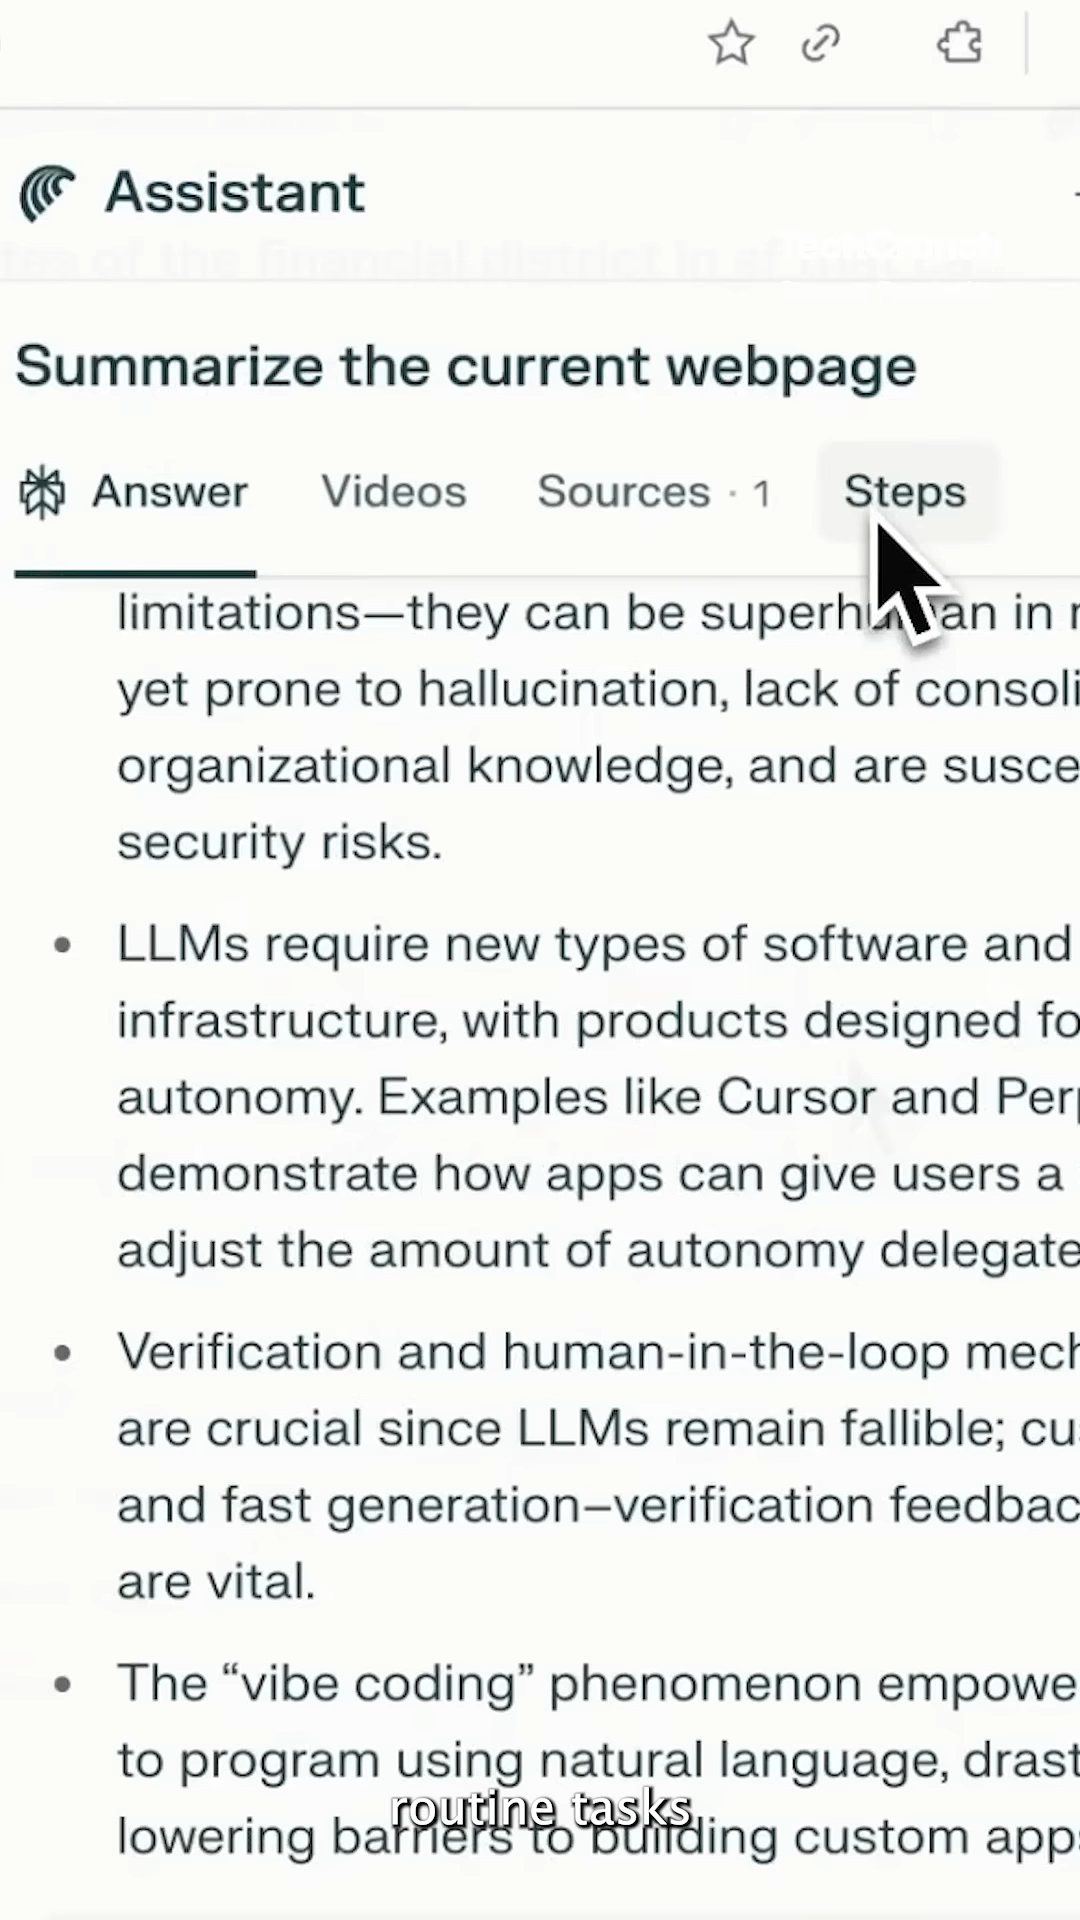 Assistant
Summarize the current webpage
Answer Videos Sources · 1 Steps
limitations—they can be superhuman in
yet prone to hallucination, lack of consoli
organizational knowledge, and are susce
security risks.
• LLMs require new types of software and
infrastructure, with products designed fo
autonomy. Examples like Cursor and Perp
demonstrate how apps can give users a
adjust the amount of autonomy delegate
• Verification and human-in-the-loop mech
are crucial since LLMs remain fallible; cus
and fast generation–verification feedbac
are vital.
• The “vibe coding” phenomenon empowe
to program using natural language, drast
lowering barriers to building custom apps
routine tasks